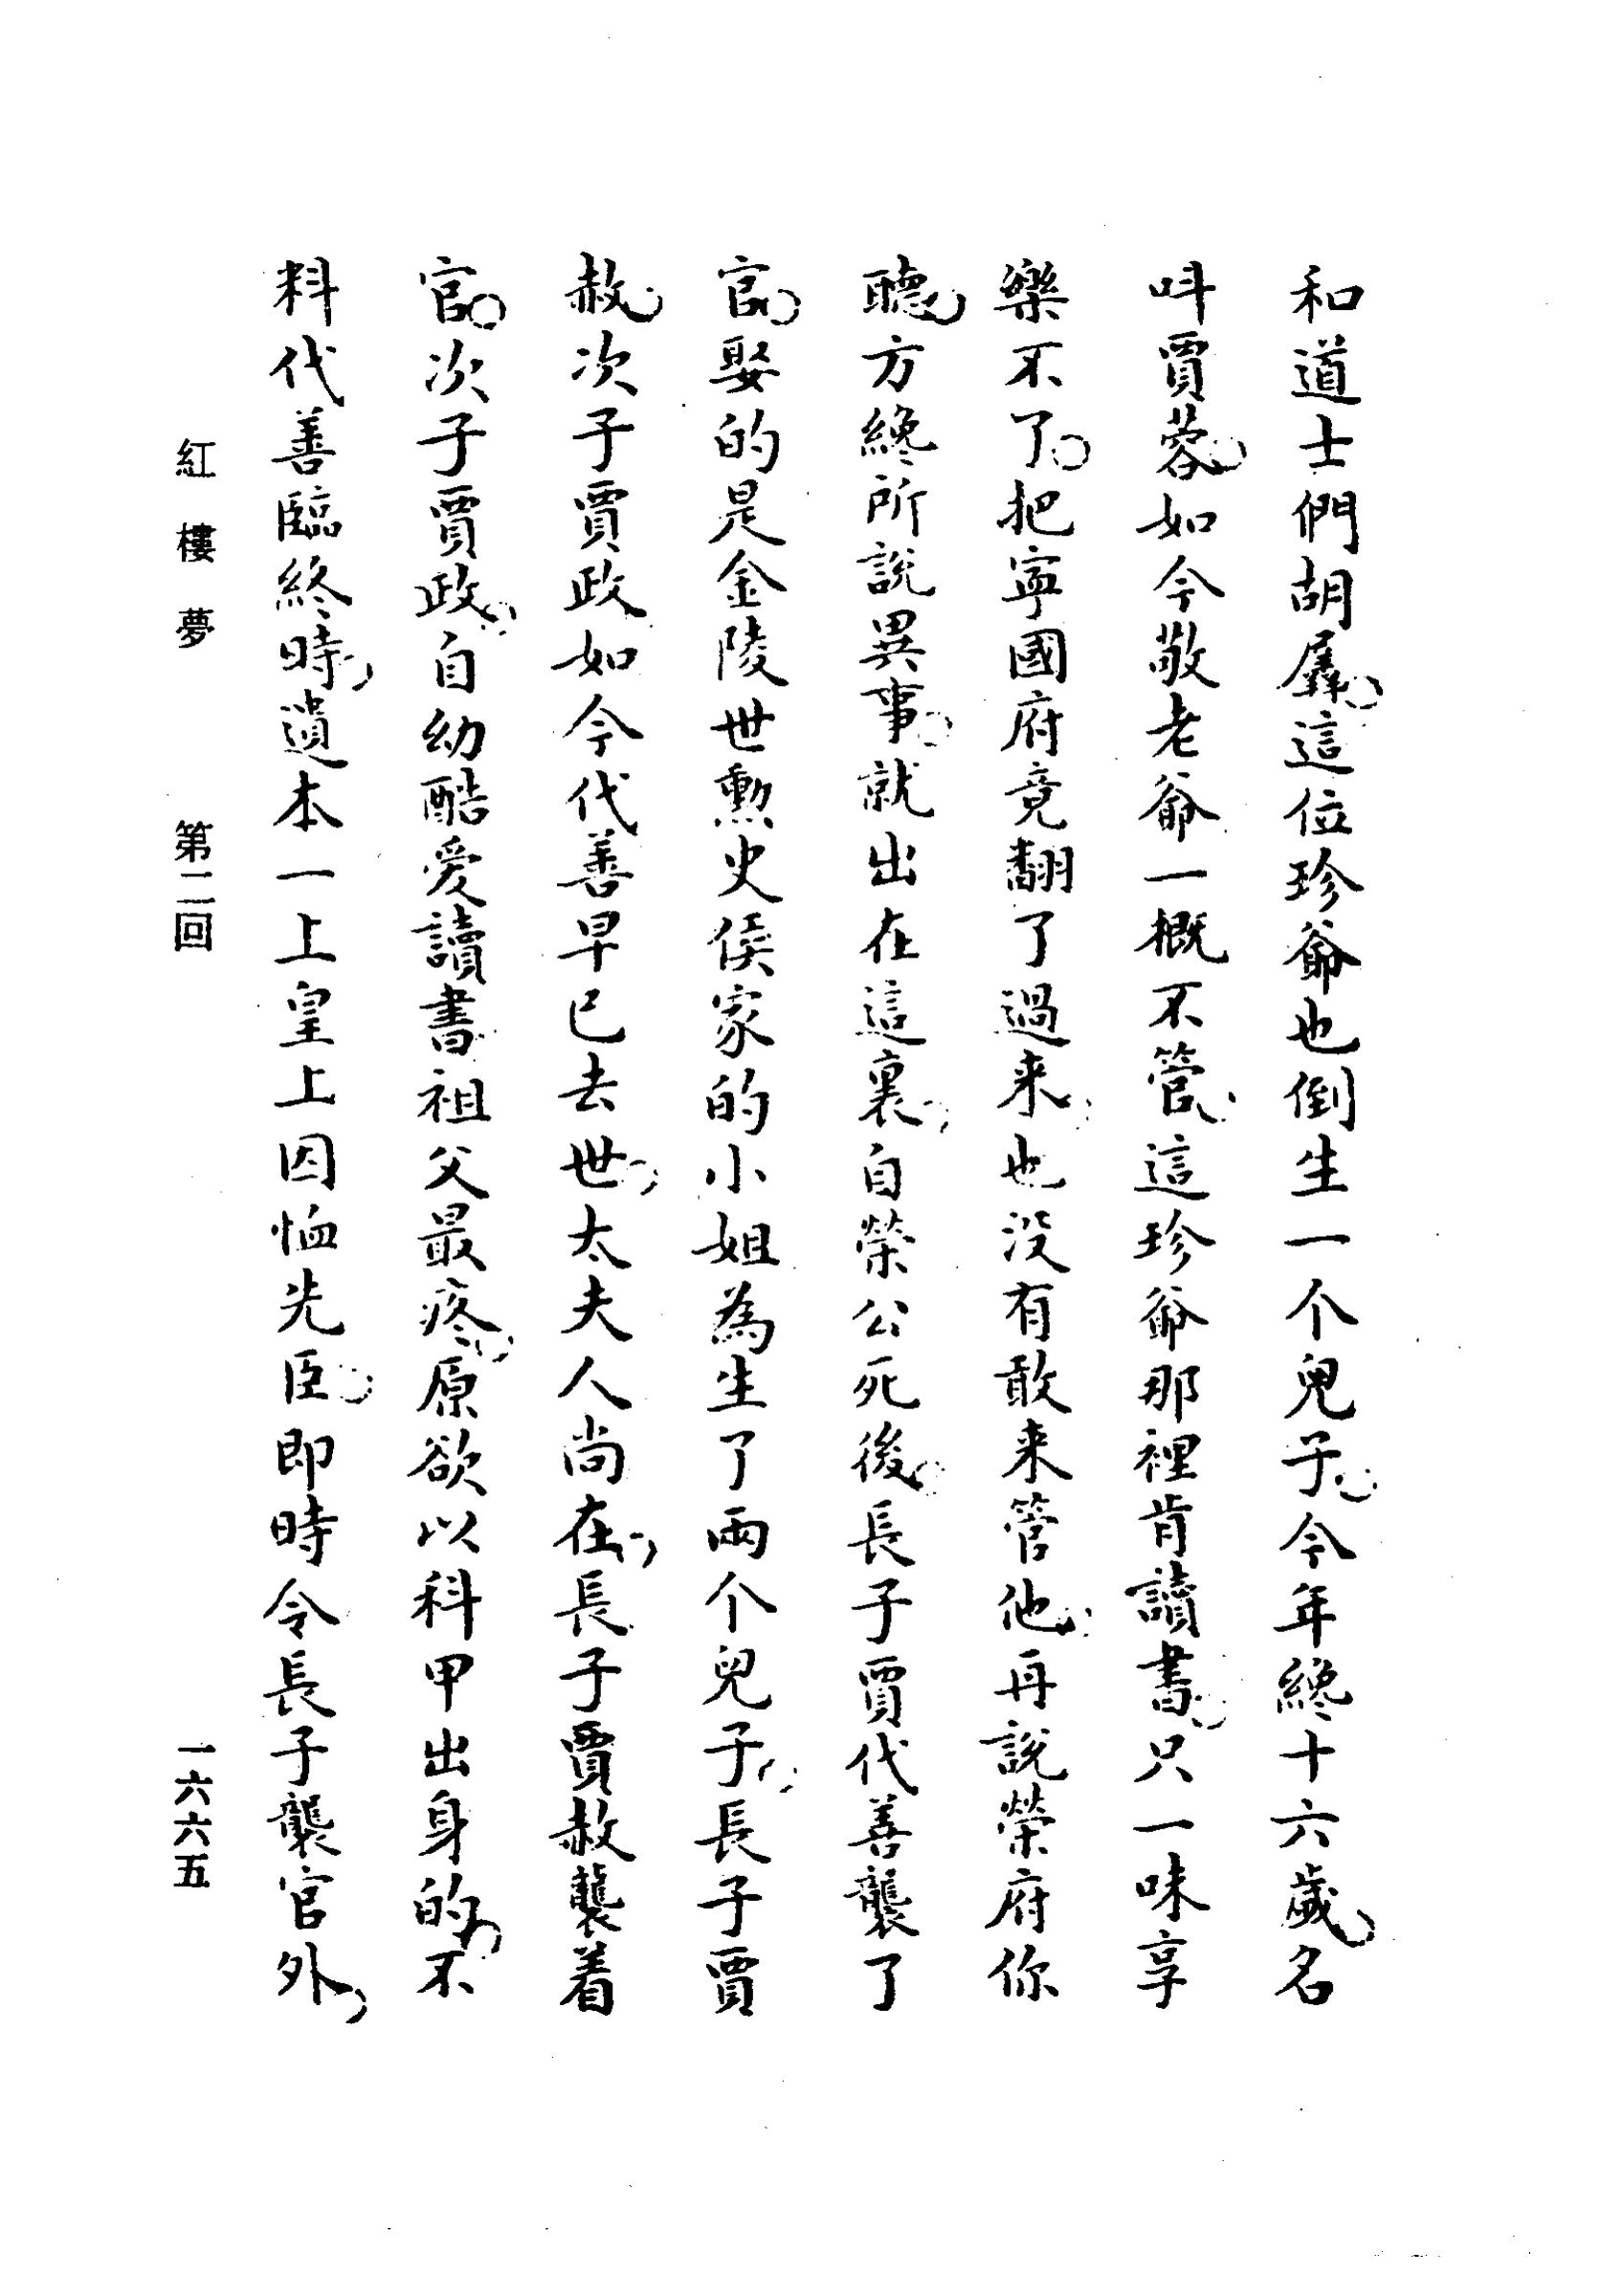 和道士們胡羼這位珍爺也倒生一个兒子今年纔十六歲名
呌賈蓉如今敬老爺一概不管這珍爺那裡肯讀書只一味享
樂不了把寧國府竟翻了過来也没有敢来管他再說榮府你
聽方纔所說異事就出在這裏自榮公死後長子賈代善襲了
官娶的是金陵世勲史侯家的小姐為生了兩个兒子長子賈
赦次子賈政如今代善早已去世太夫人尚在長子賈赦襲着
官次子賈政自幼酷愛讀書祖父最疼原欲以科甲出身的不
料代善臨終時遺本一上皇上因恤先臣即時令長子襲官外
紅樓夢 第二回 一六六五